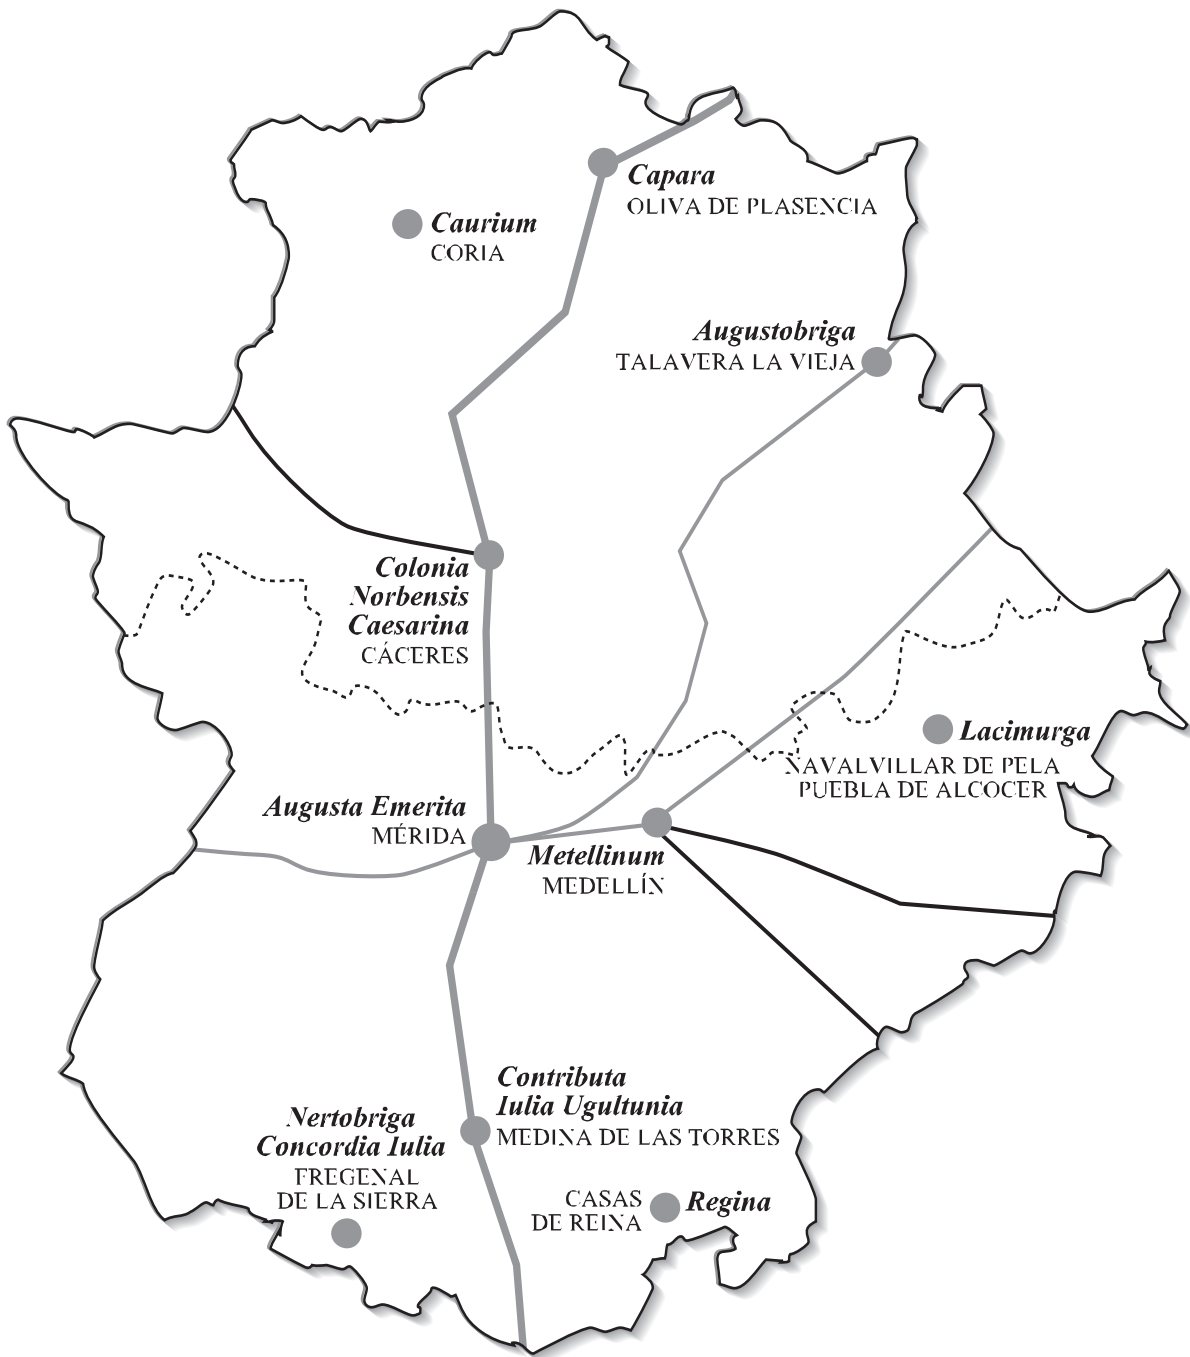 Capara
OLIVA DE PLASENCIA
Caurium
CORIA
Augustobriga
TALAVERA LA VIEJA
Colonia
Norbensis
Caesarina
CÁCERES
Lacimurga
NAVALVILLAR DE PELA
PUEBLA DE ALCOCER
Augusta Emerita
MÉRIDA
Metellinum
MEDELLÍN
Contributa
Iulia Ugultunia
MEDINA DE LAS TORRES
Nertobriga
Concordia Iulia
FREGENAL
DE LA SIERRA
CASAS
DE REINA
Regina